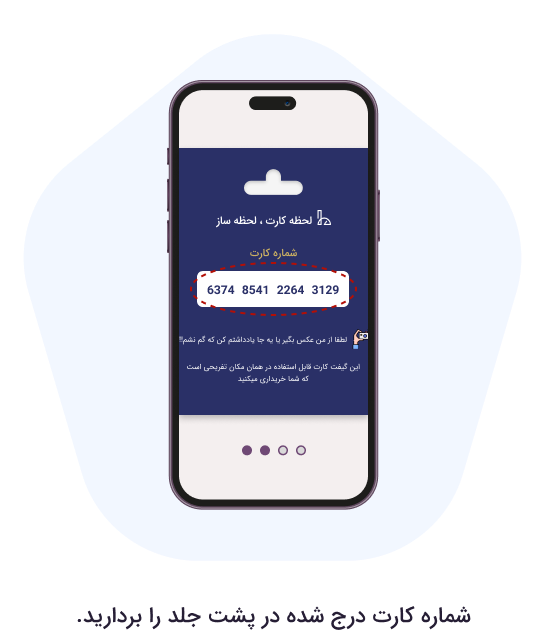 لحظه کارت ، لحظه ساز
شماره کارت
6374 8541 2264 3129
لطفا از من عکس بگیر یا یه جا یادداشتم کن که گم نشم!!
این گیفت کارت قابل استفاده در همان مکان تفریحی است
که شما خریداری میکنید
شماره کارت درج شده در پشت جلد را بردارید.